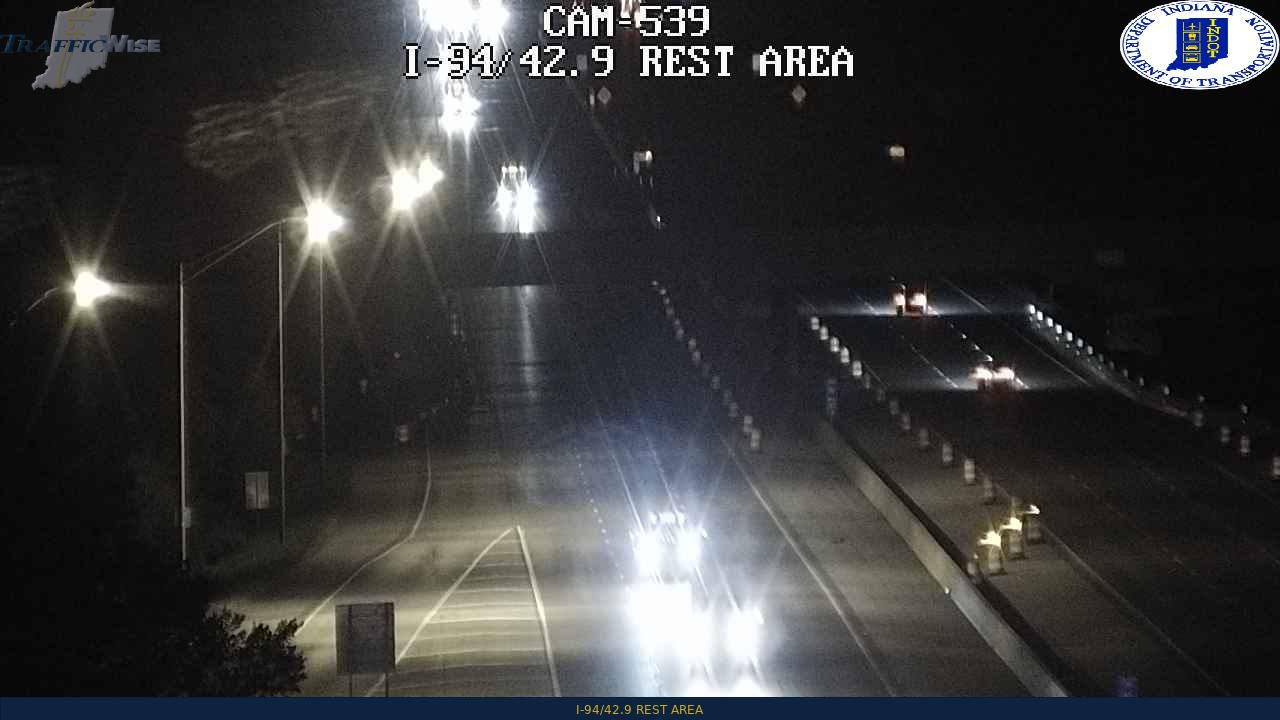 CAM-539
I-94/42.9 REST AREA
TRAFFICWISE
INDIANA
DEPARTMENT OF TRANSPORTATION
INDOT
I-94/42.9 REST AREA